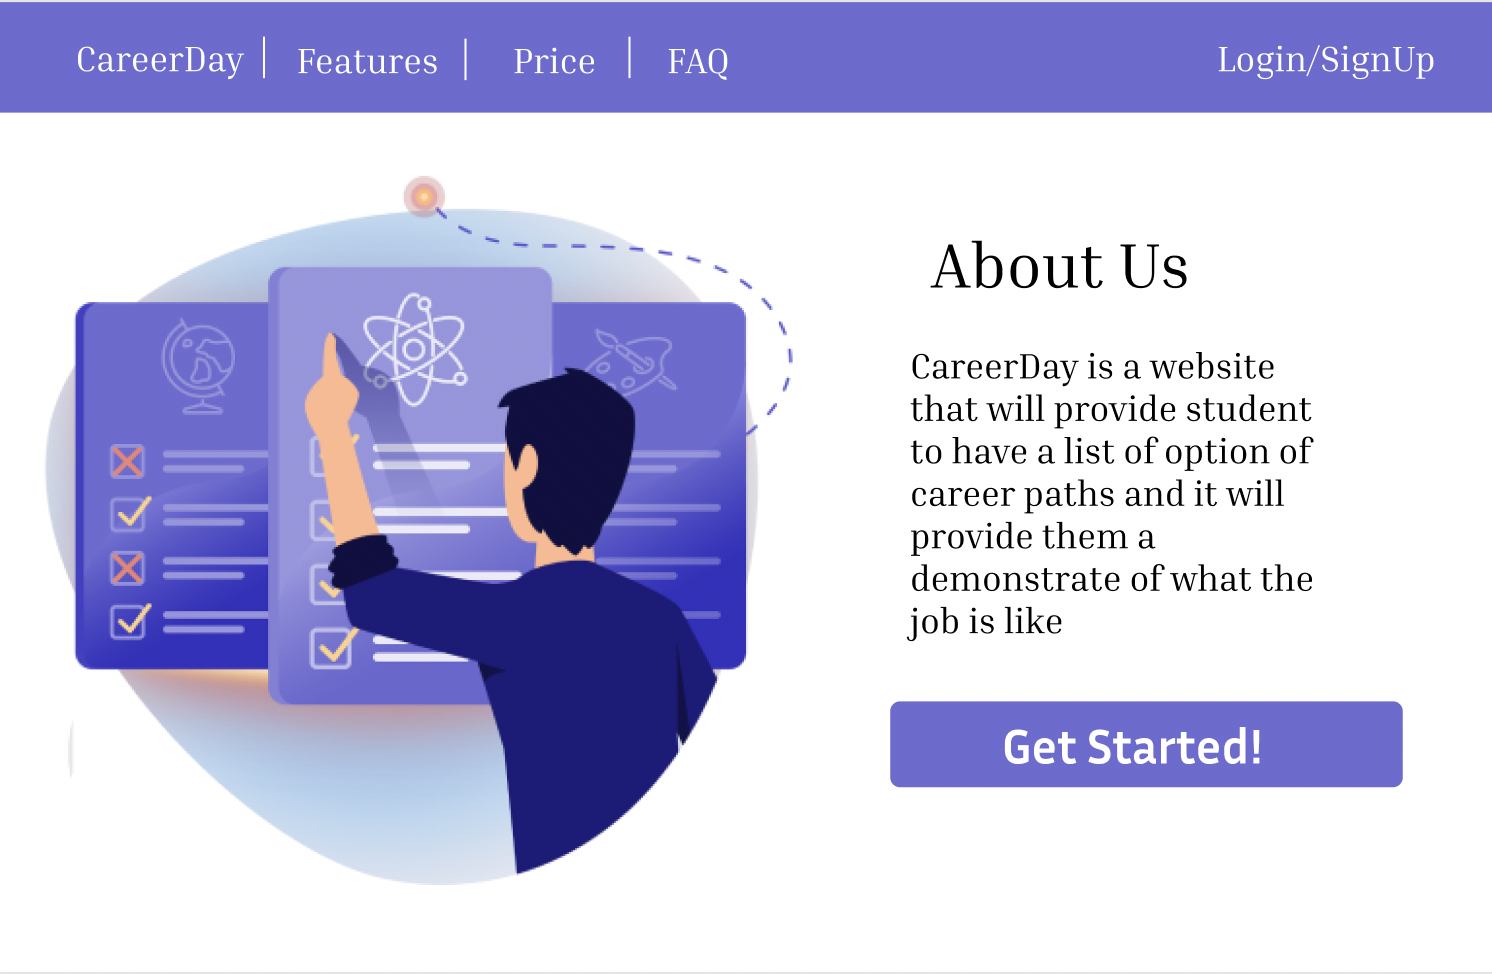 CareerDay | Features | Price | FAQ Login/SignUp
About Us
CareerDay is a website
that will provide student
to have a list of option of
career paths and it will
provide them a
demonstrate of what the
job is like
Get Started!